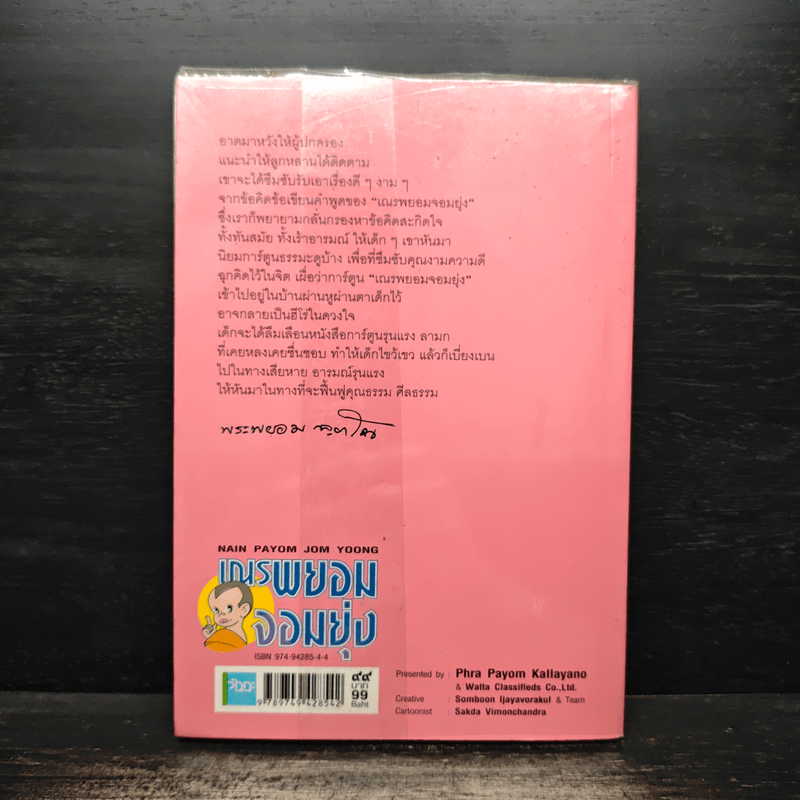 อาตมาหวังให้ผู้ปกครอง
แนะนำให้ลูกหลานได้ติดตาม
เขาจะได้ซึมซับรับเอาเรื่องดี ๆ งาม ๆ
จากข้อคิดข้อเขียนคำพูดของ “เณรพยอมจอมยุ่ง”
ซึ่งเราก็พยายามกลั่นกรองหาข้อคิดสะกิดใจ
ทั้งทันสมัย ทั้งเร้าอารมณ์ ให้เด็ก ๆ เขาหันมา
นิยมการ์ตูนธรรมะดูบ้าง เพื่อที่ซึมซับคุณงามความดี
ฉุกคิดไว้ในจิต เผื่อว่าการ์ตูน “เณรพยอมจอมยุ่ง”
เข้าไปอยู่ในบ้านผ่านหูผ่านตาเด็กไว้
อาจกลายเป็นฮีโร่ในดวงใจ
เด็กจะได้ลืมเลือนหนังสือการ์ตูนรุนแรง ลามก
ที่เคยหลงเคยชื่นชอบ ทำให้เด็กไขว้เขว แล้วก็เบี่ยงเบน
ไปในทางเสียหาย อารมณ์รุนแรง
ให้หันมาในทางที่จะฟื้นฟูคุณธรรม ศีลธรรม
พระพยอม
NAIN PAYOM JOM YOONG
เณรพยอม
จอมยุ่ง
ISBN 974-94285-4-4
๙๙
บาท
99
Baht
9 789749 428542
Presented by : Phra Payom Kallayano
& Watta Classifieds Co.,Ltd.
Creative : Somboon Ijayavorakul & Team
Cartoonist : Sakda Vimonchandra